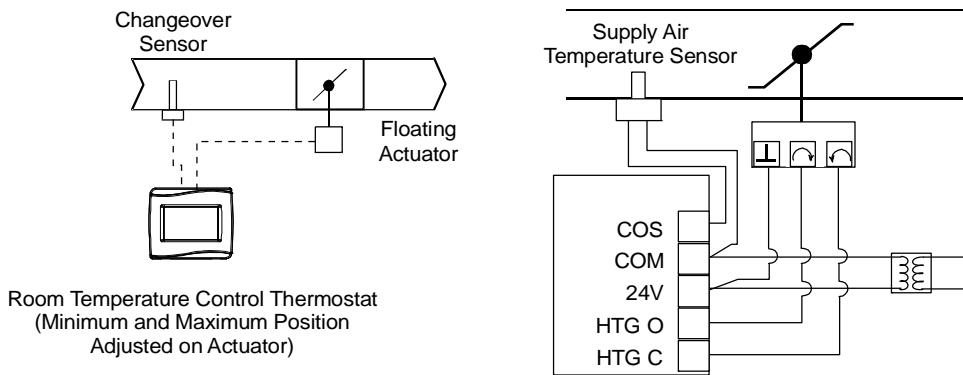 Changeover
Sensor
Floating
Actuator
Room Temperature Control Thermostat
(Minimum and Maximum Position
Adjusted on Actuator)
Supply Air
Temperature Sensor
COS
COM
24V
HTG O
HTG C